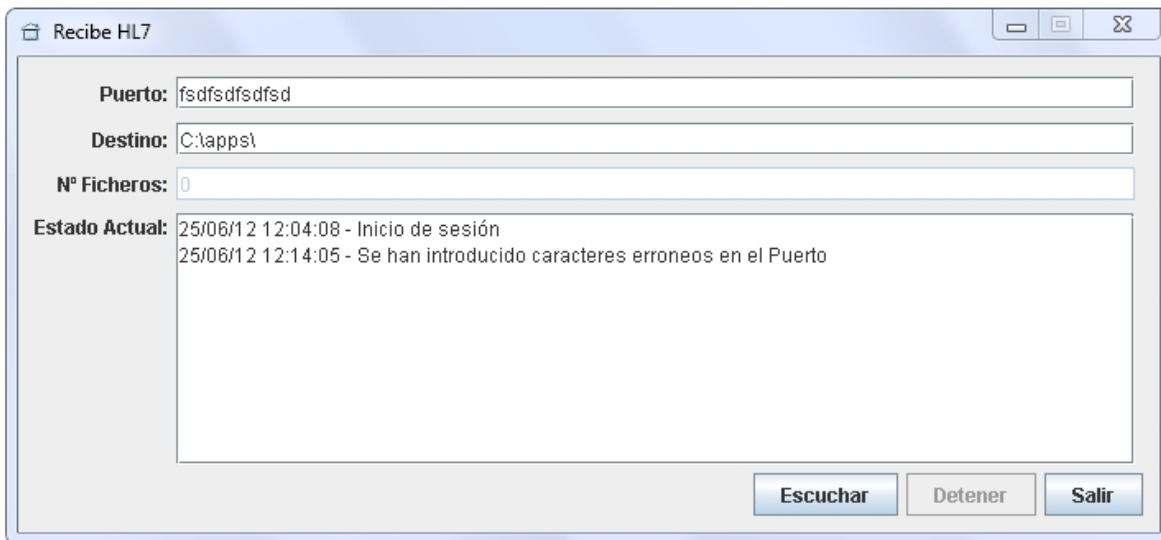 Recibe HL7
Puerto: fsdfsdfsdfsd
Destino: C:\apps\
Nº Ficheros: 0
Estado Actual: 25/06/12 12:04:08 - Inicio de sesión
25/06/12 12:14:05 - Se han introducido caracteres erroneos en el Puerto
Escuchar Detener Salir